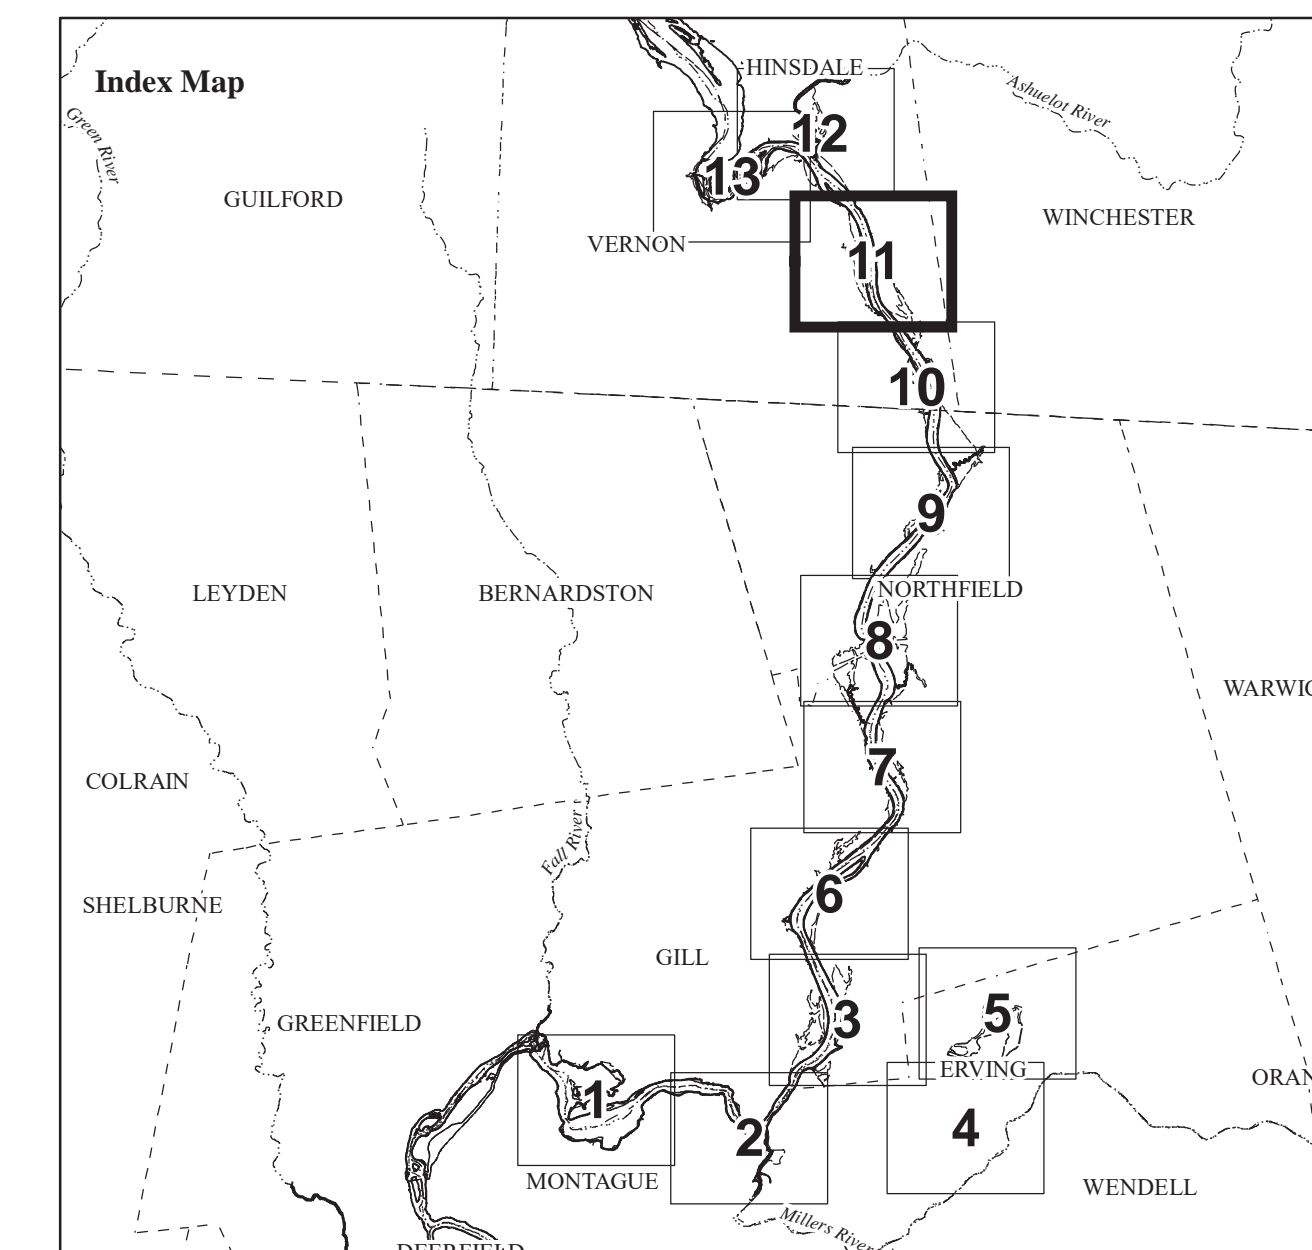 HINSDALE
Index Map
Ashuelot River
Green River
12
13
GUILFORD
WINCHESTER
VERNON
11
10
9
LEYDEN
BERNARDSTON
NORTHFIELD
8
WARWIC
7
COLRAIN
Fall River
6
SHELBURNE
GILL
5
3
GREENFIELD
ERVING
ORAN
1
4
2
MONTAGUE
WENDELL
Millers River
DEERFIELD